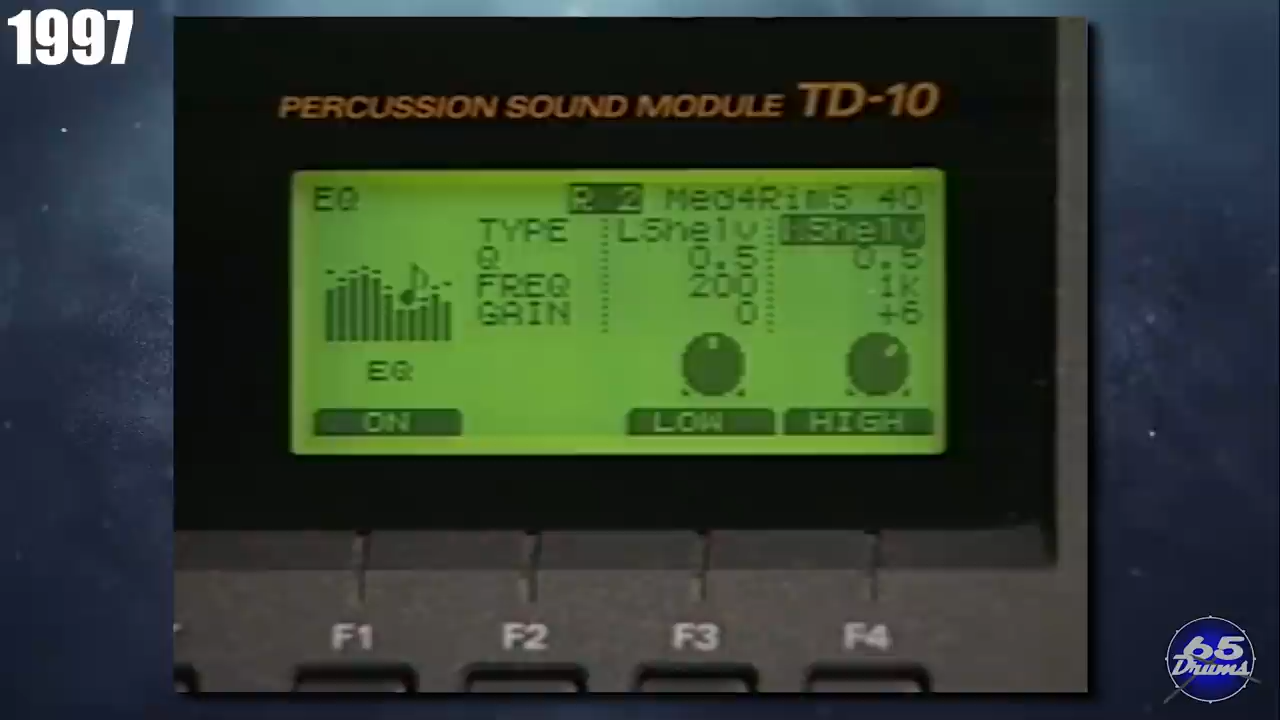 1997
PERCUSSION SOUND MODULE TD-10
EQ R 2 Med4Rim5 40
TYPE LShelv HShelv
Q 0.5 0.5
FREQ 200 1k
GAIN 0 +6
EQ
ON LOW HIGH
F1 F2 F3 F4
65
Drums